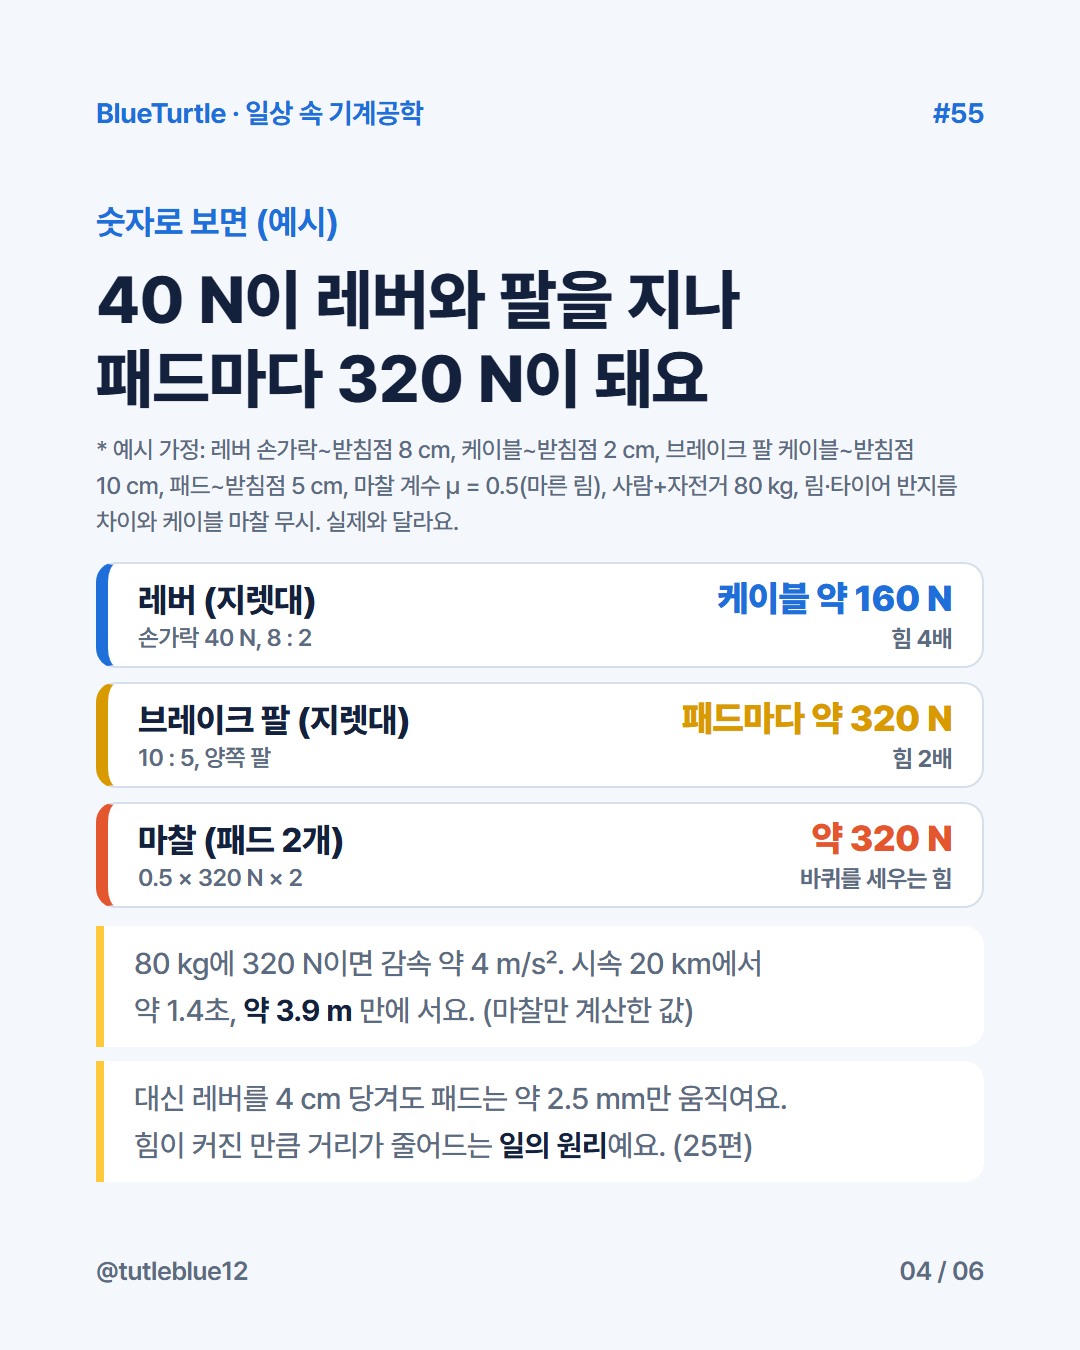 BlueTurtle · 일상 속 기계공학
#55
숫자로 보면 (예시)
40 N이 레버와 팔을 지나
패드마다 320 N이 돼요
* 예시 가정: 레버 손가락~받침점 8 cm, 케이블~받침점 2 cm, 브레이크 팔 케이블~받침점
10 cm, 패드~받침점 5 cm, 마찰 계수 μ = 0.5(마른 림), 사람+자전거 80 kg, 림·타이어 반지름
차이와 케이블 마찰 무시. 실제와 달라요.
레버 (지렛대)
케이블 약 160 N
손가락 40 N, 8 : 2
힘 4배
브레이크 팔 (지렛대)
패드마다 약 320 N
10 : 5, 양쪽 팔
힘 2배
마찰 (패드 2개)
약 320 N
0.5 × 320 N × 2
바퀴를 세우는 힘
80 kg에 320 N이면 감속 약 4 m/s². 시속 20 km에서
약 1.4초, 약 3.9 m 만에 서요. (마찰만 계산한 값)
대신 레버를 4 cm 당겨도 패드는 약 2.5 mm만 움직여요.
힘이 커진 만큼 거리가 줄어드는 일의 원리예요. (25편)
@tutleblue12
04 / 06